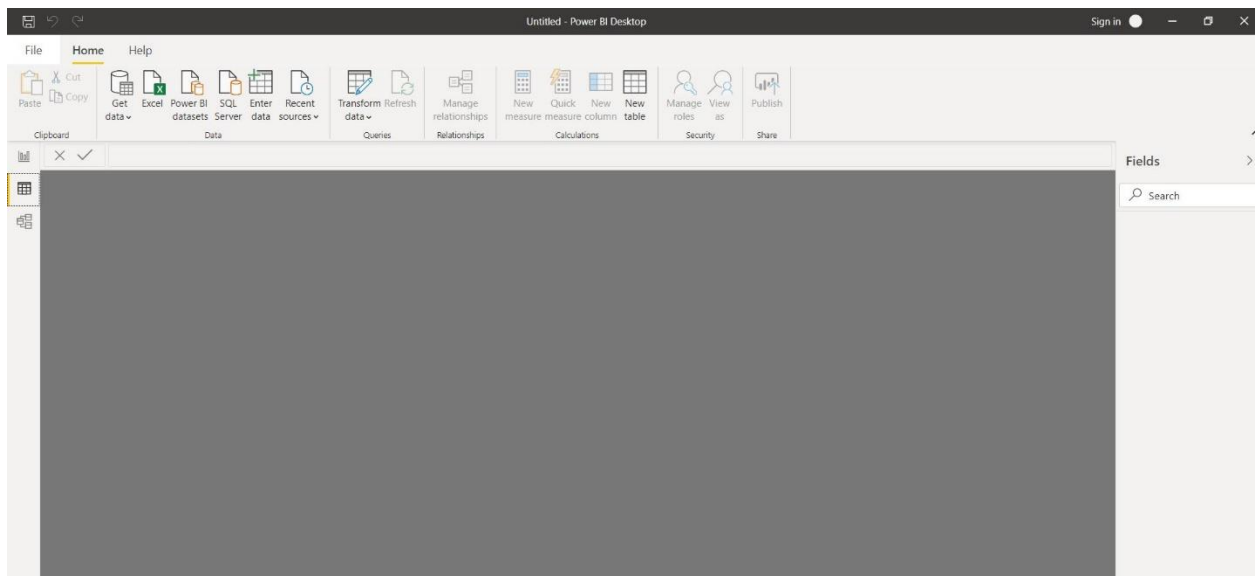 Untitled - Power BI Desktop
Sign in
File Home Help
Paste
Cut
Copy
Clipboard
Get data
Excel
Power BI datasets
SQL Server
Enter data
Recent sources
Data
Transform data
Refresh
Queries
Manage relationships
Relationships
New measure
Quick measure
New column
New table
Calculations
Manage roles
View as
Security
Publish
Share
Fields
Search